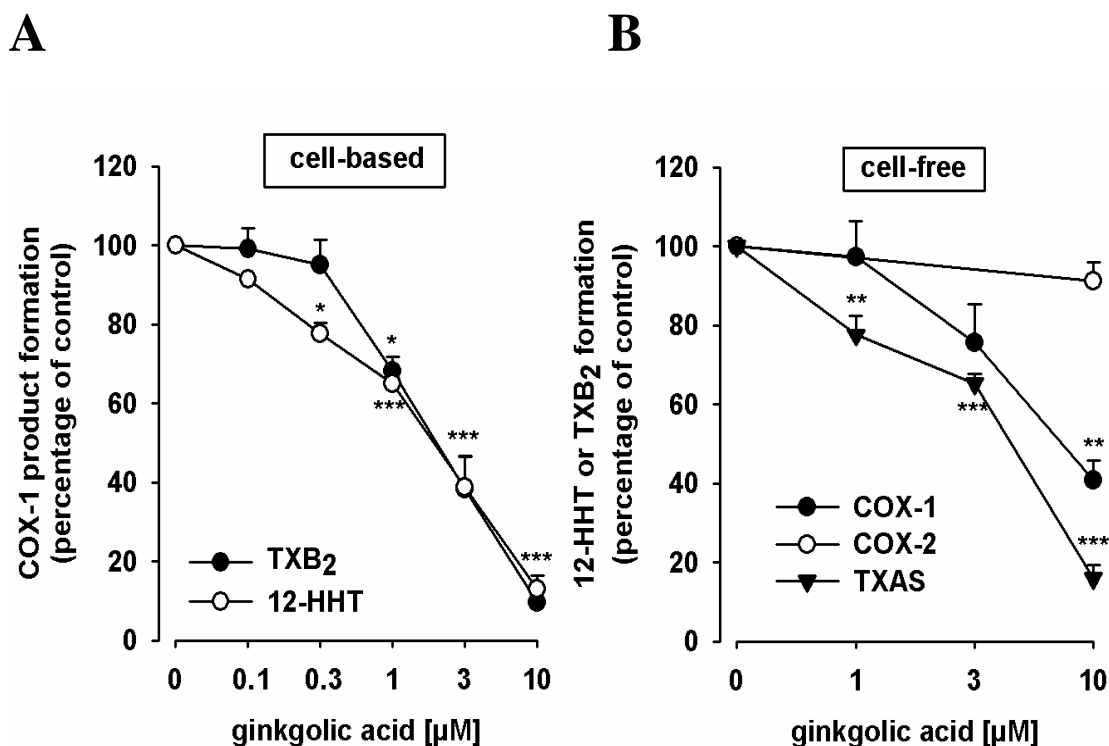 A
B
cell-based
cell-free
COX-1 product formation
(percentage of control)
120
100
80
60
40
20
0
*
*
***
***
***
TXB2
12-HHT
0 0.1 0.3 1 3 10
ginkgolic acid [µM]
12-HHT or TXB2 formation
(percentage of control)
120
100
80
60
40
20
0
**
***
**
***
COX-1
COX-2
TXAS
0 1 3 10
ginkgolic acid [µM]